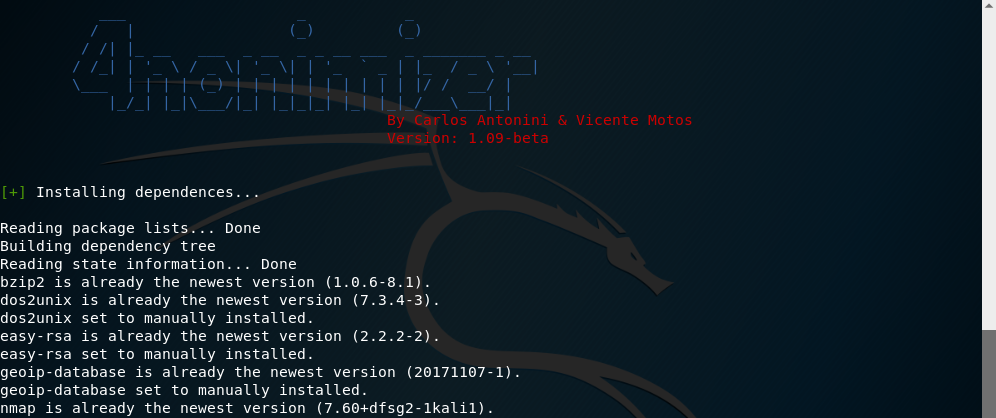 4nonimizer
By Carlos Antonini & Vicente Motos
Version: 1.09-beta
[+] Installing dependences...
Reading package lists... Done
Building dependency tree
Reading state information... Done
bzip2 is already the newest version (1.0.6-8.1).
dos2unix is already the newest version (7.3.4-3).
dos2unix set to manually installed.
easy-rsa is already the newest version (2.2.2-2).
easy-rsa set to manually installed.
geoip-database is already the newest version (20171107-1).
geoip-database set to manually installed.
nmap is already the newest version (7.60+dfsg2-1kali1).